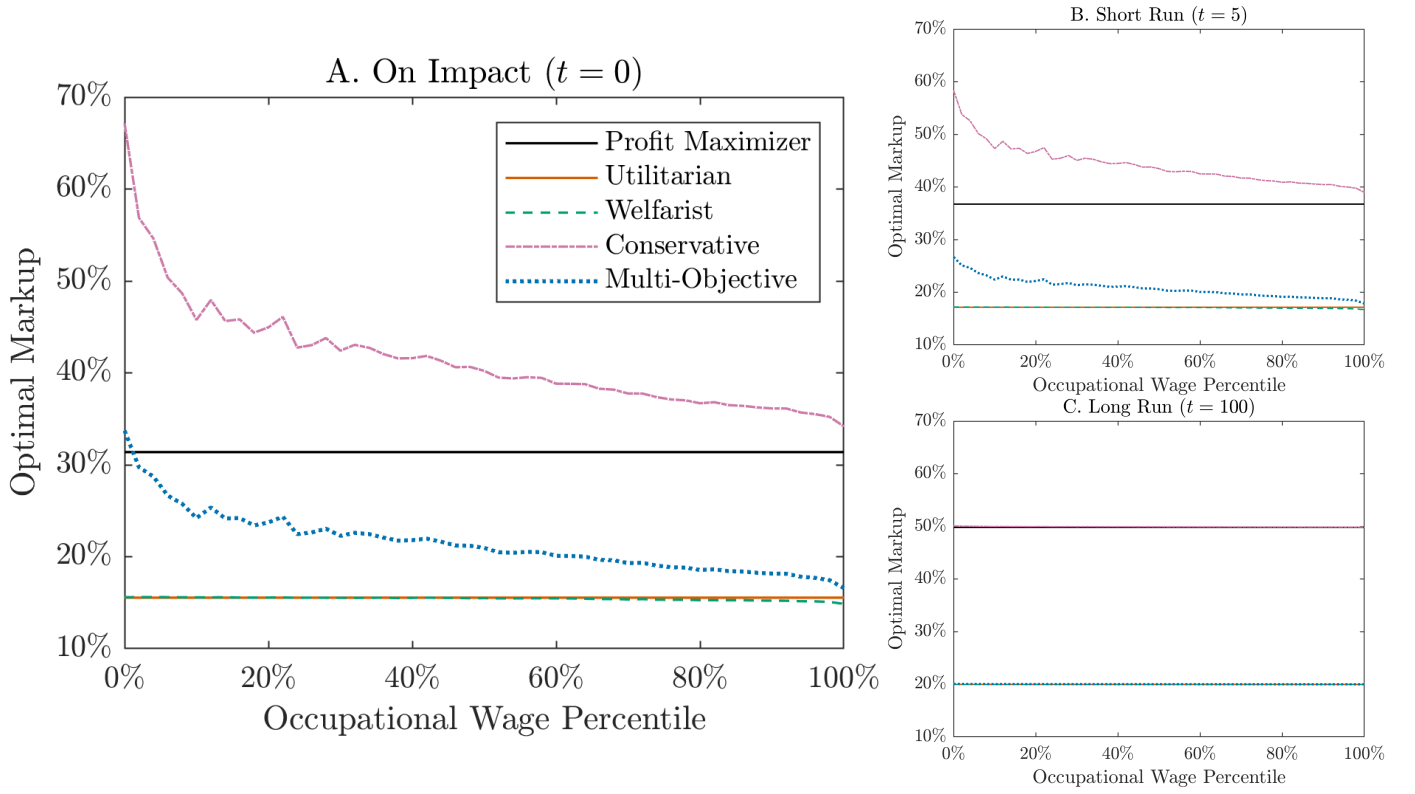 A. On Impact (t = 0)
Optimal Markup
70%
60%
50%
40%
30%
20%
10%
0%
20%
40%
60%
80%
100%
Occupational Wage Percentile
Profit Maximizer
Utilitarian
Welfarist
Conservative
Multi-Objective
B. Short Run (t = 5)
Optimal Markup
70%
60%
50%
40%
30%
20%
10%
0%
20%
40%
60%
80%
100%
Occupational Wage Percentile
C. Long Run (t = 100)
Optimal Markup
70%
60%
50%
40%
30%
20%
10%
0%
20%
40%
60%
80%
100%
Occupational Wage Percentile